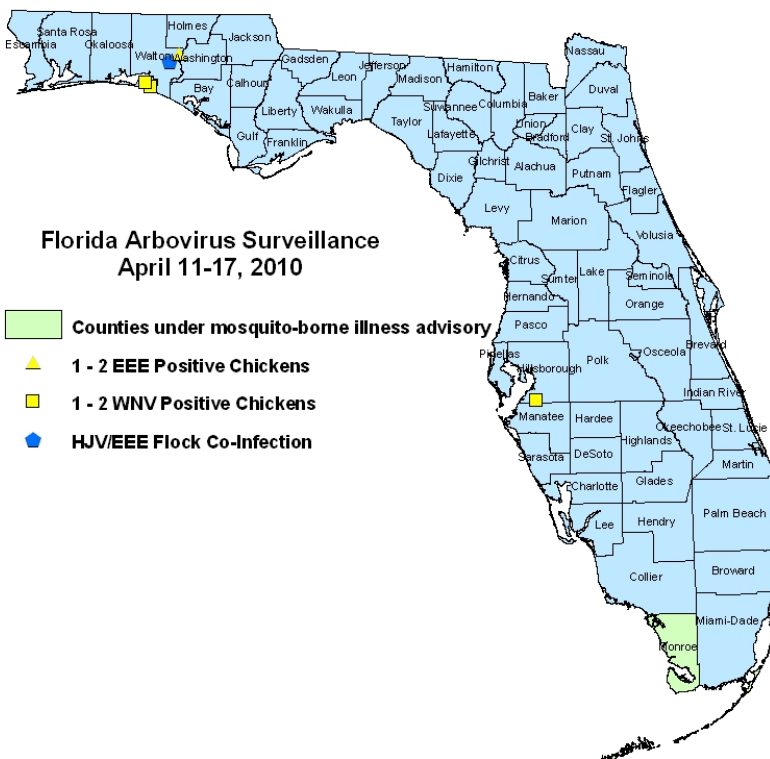 Holmes
Santa Rosa
Jackson
Escambia
Okaloosa
Walton
Washington
Gadsden
Nassau
Jefferson
Hamilton
Leon
Madison
Bay
Calhoun
Baker
Duval
Suwannee
Columbia
Liberty
Wakulla
Taylor
Union
Clay
St. Johns
Lafayette
Bradford
Gulf
Franklin
Gilchrist
Alachua
Putnam
Dixie
Flagler
Levy
Marion
Volusia
Florida Arbovirus Surveillance
April 11-17, 2010
Citrus
Sumter
Lake
Seminole
Hernando
Orange
Counties under mosquito-borne illness advisory
Pasco
Brevard
Pinellas
Osceola
1 - 2 EEE Positive Chickens
Hillsborough
Polk
Indian River
1 - 2 WNV Positive Chickens
Manatee
Hardee
Okeechobee
St. Lucie
HJV/EEE Flock Co-Infection
Highlands
Sarasota
DeSoto
Martin
Charlotte
Glades
Palm Beach
Lee
Hendry
Collier
Broward
Miami-Dade
Monroe